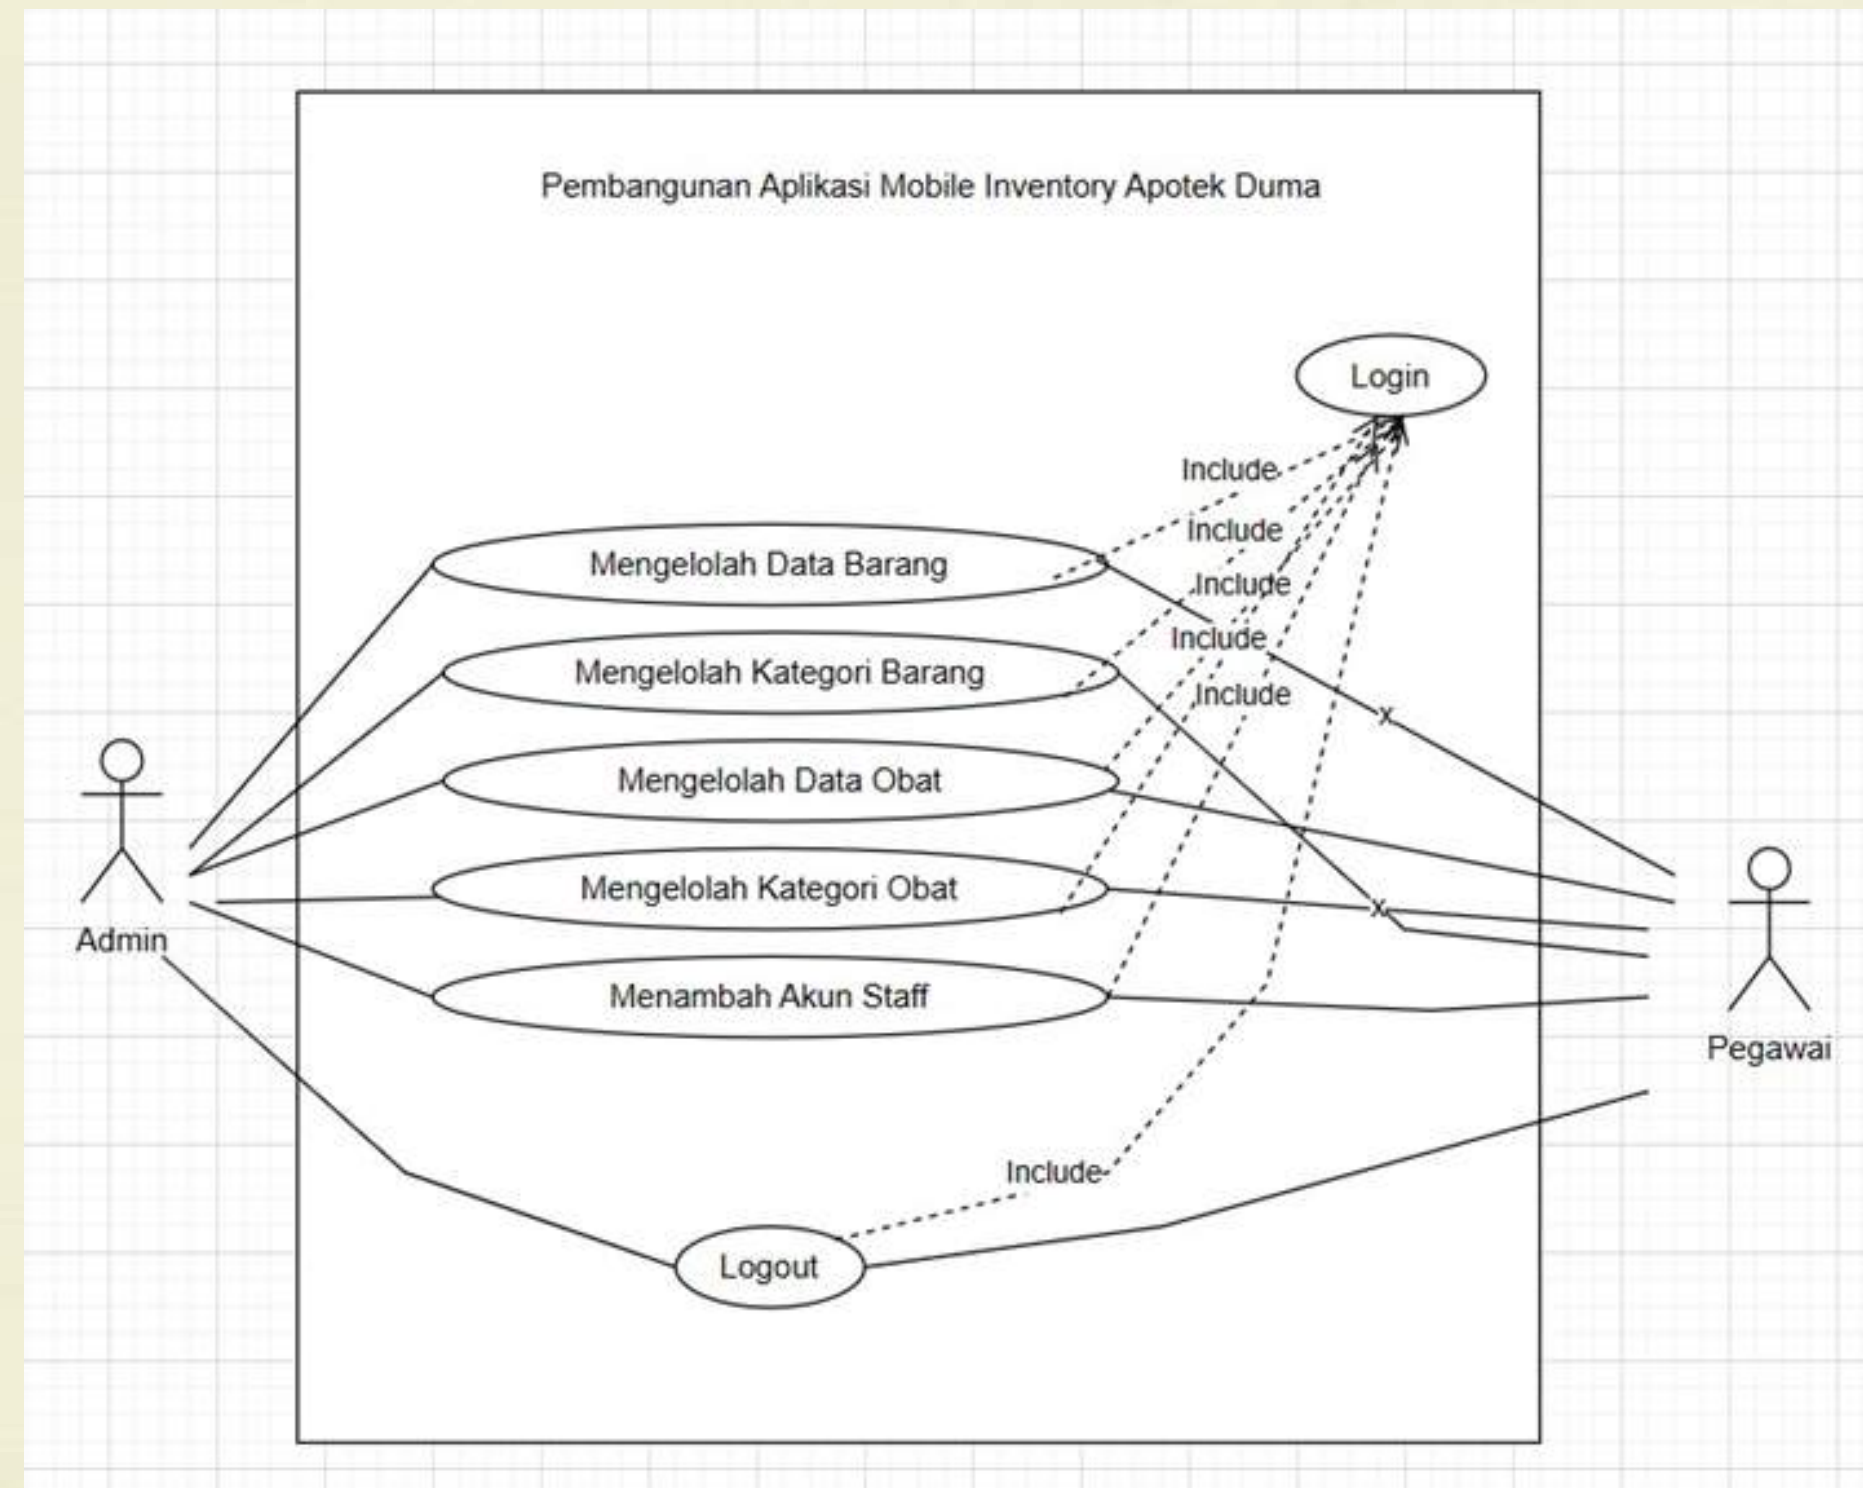 Pembangunan Aplikasi Mobile Inventory Apotek Duma
Login
Include
Include
Include
Include
Include
Mengelolah Data Barang
Mengelolah Kategori Barang
Mengelolah Data Obat
Mengelolah Kategori Obat
Menambah Akun Staff
X
X
Admin
Pegawai
Include
Logout